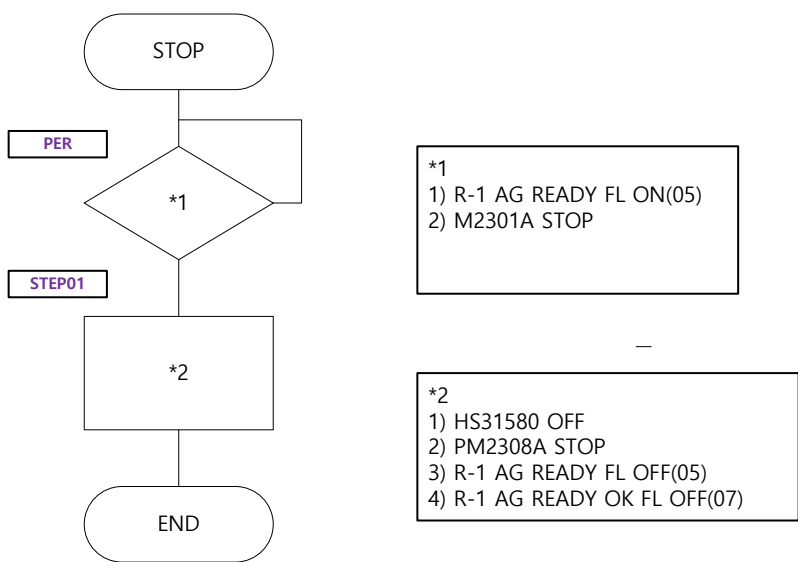 STOP
PER
*1
STEP01
*2
END
*1
1) R-1 AG READY FL ON(05)
2) M2301A STOP
*2
1) HS31580 OFF
2) PM2308A STOP
3) R-1 AG READY FL OFF(05)
4) R-1 AG READY OK FL OFF(07)